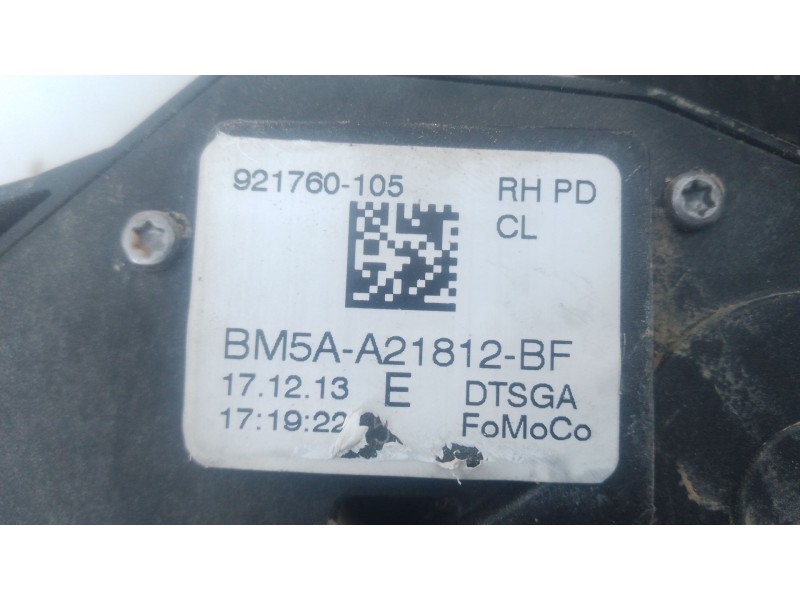 921760-105 RH PD
CL
BM5A-A21812-BF
17.12.13 E DTSGA
17:19:22 FoMoCo